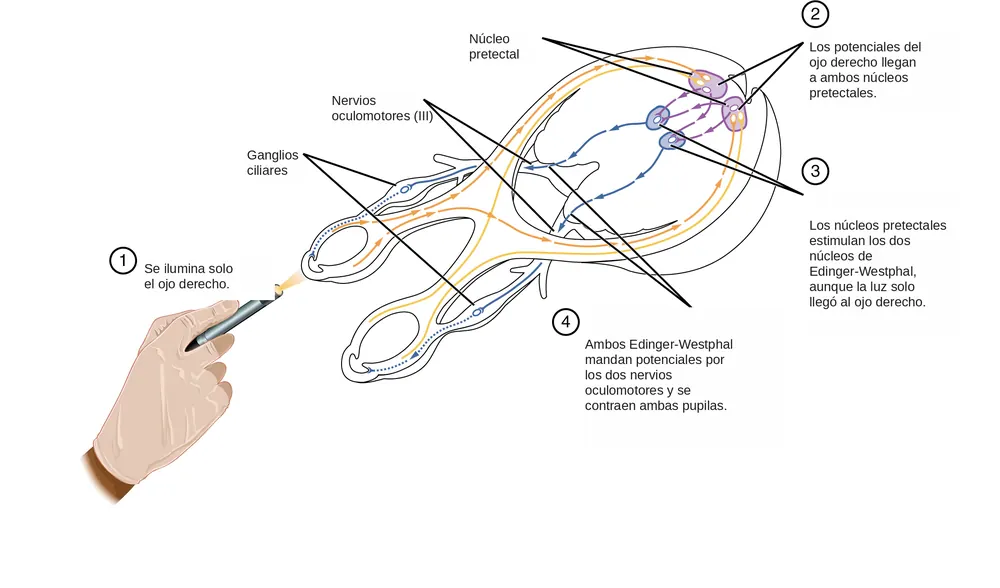 1
Se ilumina solo
el ojo derecho.
Ganglios
ciliares
Nervios
oculomotores (III)
Núcleo
pretectal
2
Los potenciales del
ojo derecho llegan
a ambos núcleos
pretectales.
3
Los núcleos pretectales
estimulan los dos
núcleos de
Edinger-Westphal,
aunque la luz solo
llegó al ojo derecho.
4
Ambos Edinger-Westphal
mandan potenciales por
los dos nervios
oculomotores y se
contraen ambas pupilas.